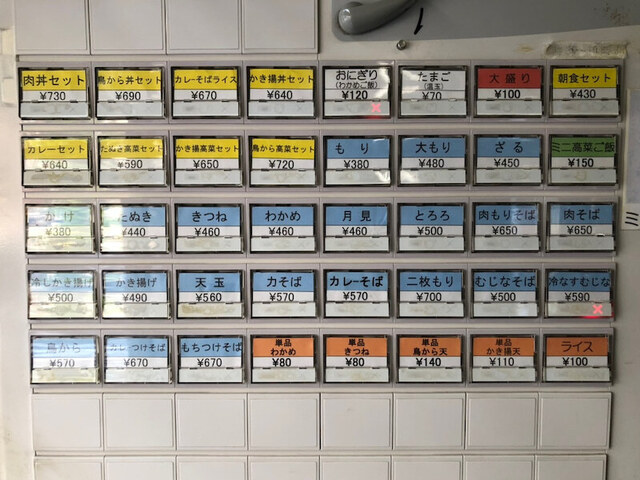 肉丼セット ¥730
鳥から丼セット ¥690
カレーそばライス ¥670
かき揚丼セット ¥640
おにぎり
(わかめご飯)
¥120
たまご
(温玉)
¥70
大盛り ¥100
朝食セット ¥430
カレーセット ¥640
たぬき高菜セット ¥590
かき揚高菜セット ¥650
鳥から高菜セット ¥720
もり ¥380
大もり ¥480
ざる ¥450
ミニ高菜ご飯 ¥150
かけ ¥380
たぬき ¥440
きつね ¥460
わかめ ¥460
月見 ¥460
とろろ ¥500
肉もりそば ¥650
肉そば ¥650
冷しかき揚げ ¥500
かき揚げ ¥490
天玉 ¥560
力そば ¥570
カレーそば ¥570
二枚もり ¥700
むじなそば ¥500
冷なすむじな ¥590
鳥から ¥570
カレーつけそば ¥670
もちつけそば ¥670
単品
わかめ
¥80
単品
きつね
¥80
単品
鳥から天
¥140
単品
かき揚天
¥110
ライス ¥100